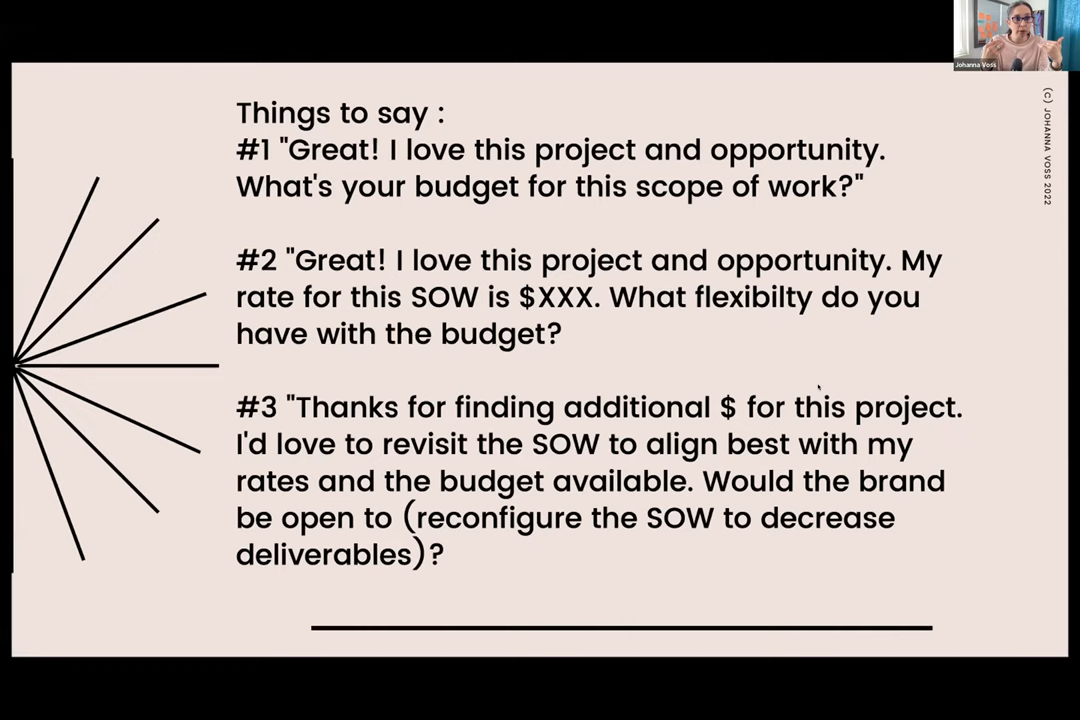 Johanna Voss
(C) JOHANNA VOSS 2022
Things to say :
#1 "Great! I love this project and opportunity.
What's your budget for this scope of work?"
#2 "Great! I love this project and opportunity. My
rate for this SOW is $XXX. What flexibilty do you
have with the budget?
#3 "Thanks for finding additional $ for this project.
I'd love to revisit the SOW to align best with my
rates and the budget available. Would the brand
be open to (reconfigure the SOW to decrease
deliverables)?